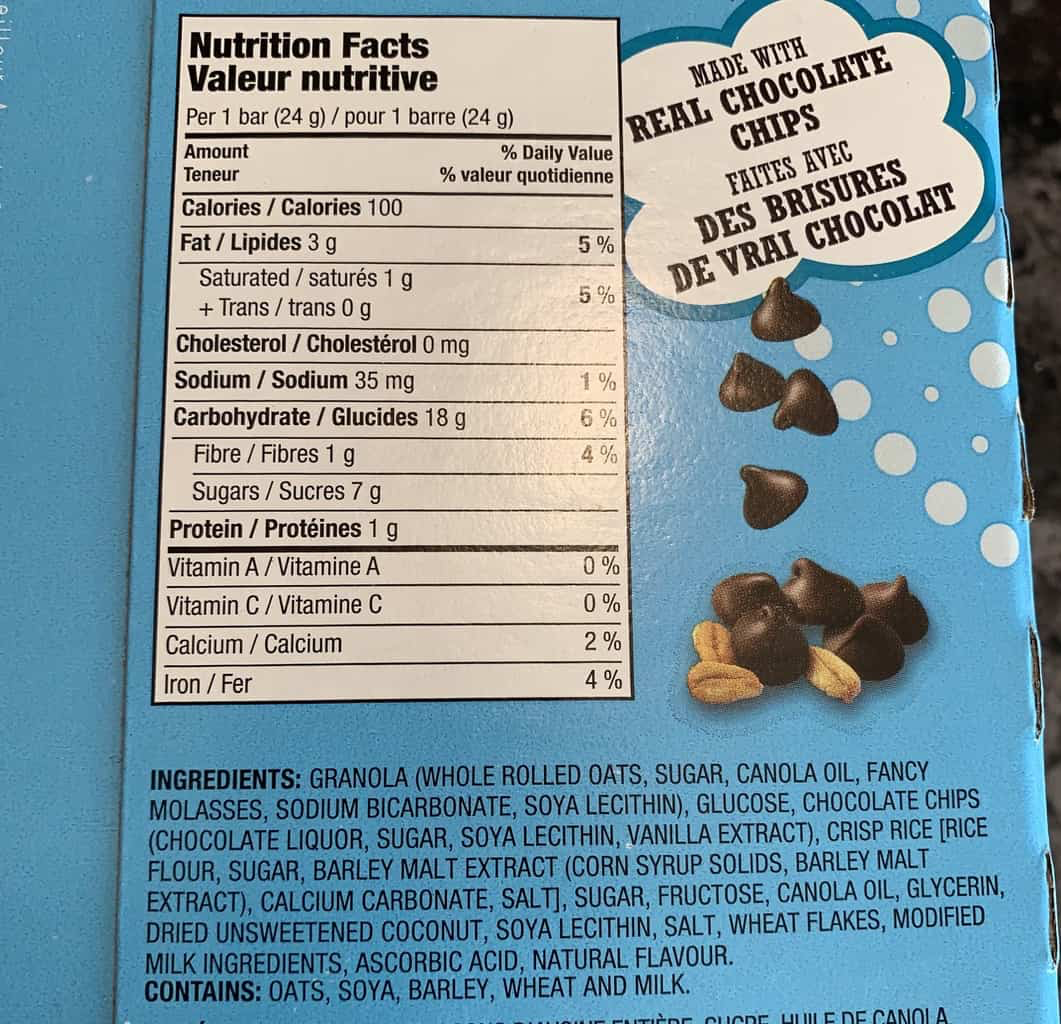 Nutrition Facts
Valeur nutritive
Per 1 bar (24 g) / pour 1 barre (24 g)
Amount % Daily Value
Teneur % valeur quotidienne
Calories / Calories 100
Fat / Lipides 3 g 5 %
Saturated / saturés 1 g
+ Trans / trans 0 g 5 %
Cholesterol / Cholestérol 0 mg
Sodium / Sodium 35 mg 1 %
Carbohydrate / Glucides 18 g 6 %
Fibre / Fibres 1 g 4 %
Sugars / Sucres 7 g
Protein / Protéines 1 g
Vitamin A / Vitamine A 0 %
Vitamin C / Vitamine C 0 %
Calcium / Calcium 2 %
Iron / Fer 4 %
MADE WITH
REAL CHOCOLATE
CHIPS
FAITES AVEC
DES BRISURES
DE VRAI CHOCOLAT
INGREDIENTS: GRANOLA (WHOLE ROLLED OATS, SUGAR, CANOLA OIL, FANCY
MOLASSES, SODIUM BICARBONATE, SOYA LECITHIN), GLUCOSE, CHOCOLATE CHIPS
(CHOCOLATE LIQUOR, SUGAR, SOYA LECITHIN, VANILLA EXTRACT), CRISP RICE [RICE
FLOUR, SUGAR, BARLEY MALT EXTRACT (CORN SYRUP SOLIDS, BARLEY MALT
EXTRACT), CALCIUM CARBONATE, SALT], SUGAR, FRUCTOSE, CANOLA OIL, GLYCERIN,
DRIED UNSWEETENED COCONUT, SOYA LECITHIN, SALT, WHEAT FLAKES, MODIFIED
MILK INGREDIENTS, ASCORBIC ACID, NATURAL FLAVOUR.
CONTAINS: OATS, SOYA, BARLEY, WHEAT AND MILK.
ENTIÈRE, SUCRE, HUILE DE CANOLA